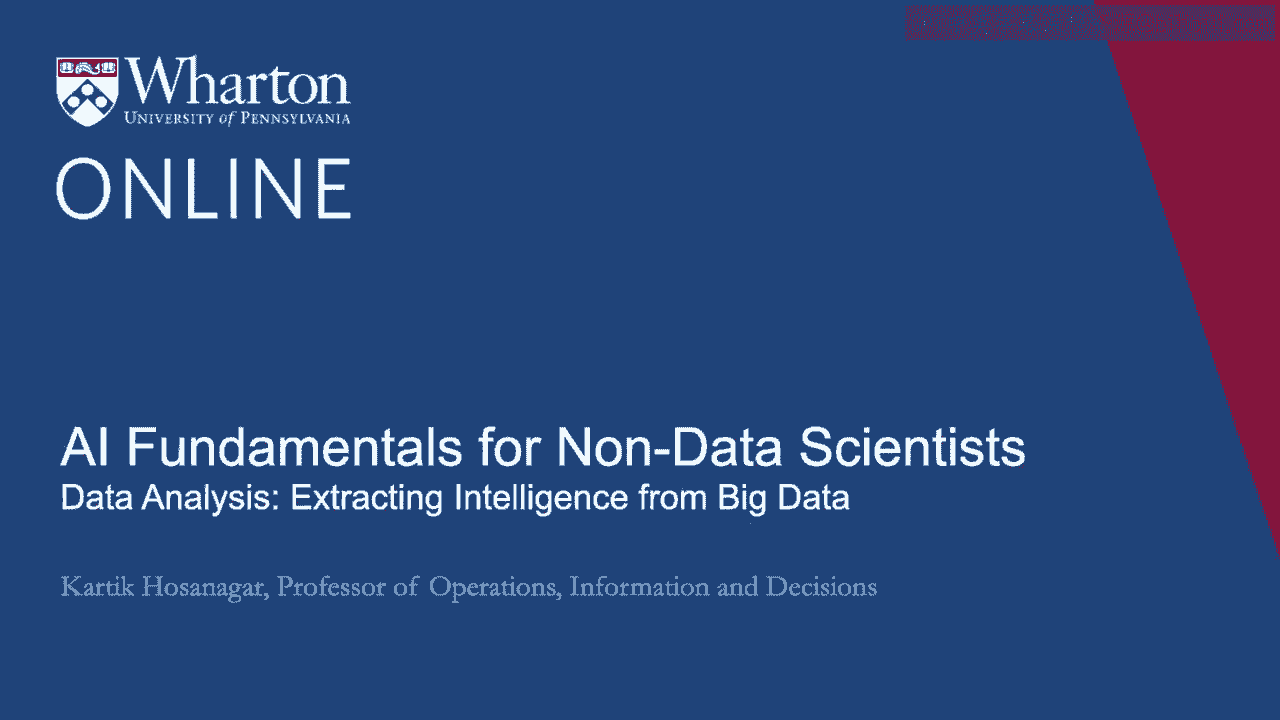 Wharton
UNIVERSITY of PENNSYLVANIA
ONLINE
AI Fundamentals for Non-Data Scientists
Data Analysis: Extracting Intelligence from Big Data
Kartik Hosanagar, Professor of Operations, Information and Decisions